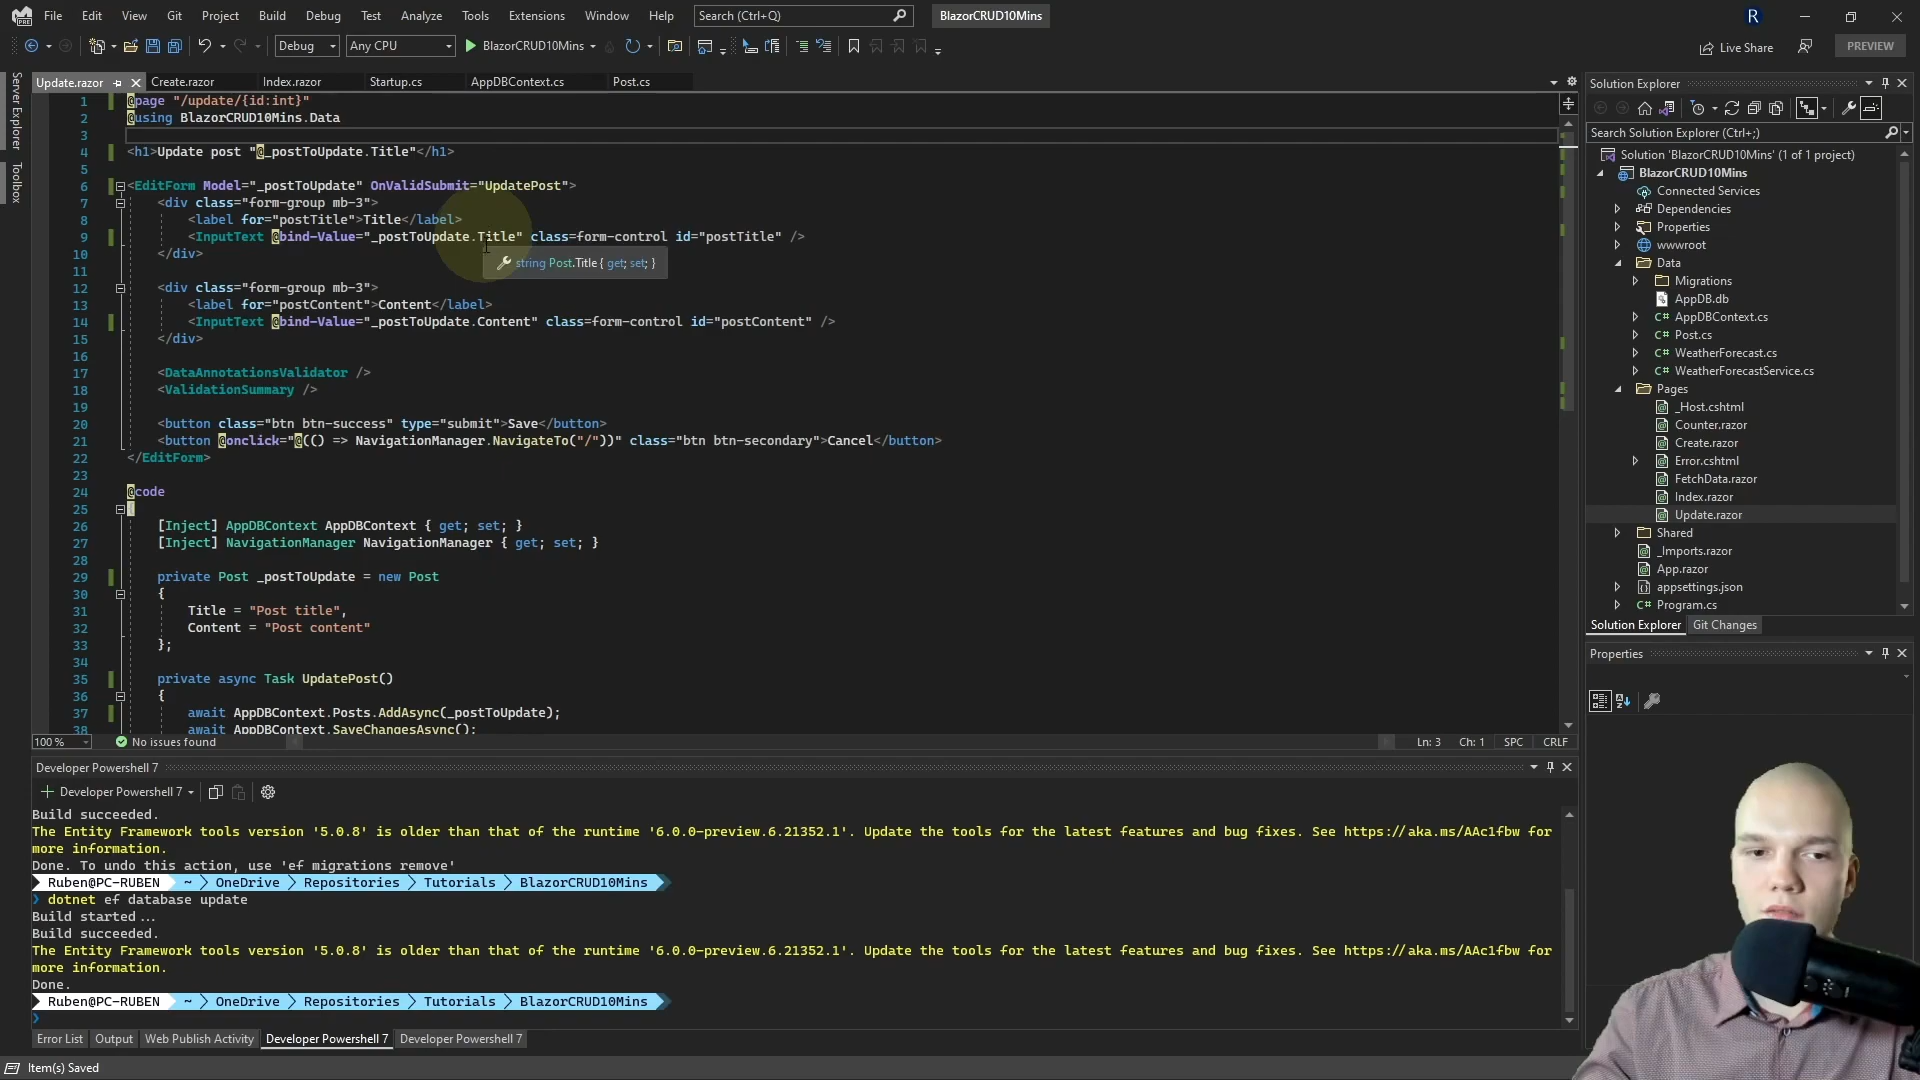 File Edit View Git Project Build Debug Test Analyze Tools Extensions Window Help Search (Ctrl+Q) BlazorCRUD10Mins R
Debug Any CPU BlazorCRUD10Mins Live Share PREVIEW
Server Explorer
Toolbox
Update.razor Create.razor Index.razor Startup.cs AppDBContext.cs Post.cs
1 @page "/update/{id:int}"
2 @using BlazorCRUD10Mins.Data
3
4 <h1>Update post "@_postToUpdate.Title"</h1>
5
6 <EditForm Model="_postToUpdate" OnValidSubmit="UpdatePost">
7 <div class="form-group mb-3">
8 <label for="postTitle">Title</label>
9 <InputText @bind-Value="_postToUpdate.Title" class=form-control id="postTitle" />
10 </div>
string Post.Title { get; set; }
11
12 <div class="form-group mb-3">
13 <label for="postContent">Content</label>
14 <InputText @bind-Value="_postToUpdate.Content" class=form-control id="postContent" />
15 </div>
16
17 <DataAnnotationsValidator />
18 <ValidationSummary />
19
20 <button class="btn btn-success" type="submit">Save</button>
21 <button @onclick="@(() => NavigationManager.NavigateTo("/"))" class="btn btn-secondary">Cancel</button>
22 </EditForm>
23
24 @code
25 {
26 [Inject] AppDBContext AppDBContext { get; set; }
27 [Inject] NavigationManager NavigationManager { get; set; }
28
29 private Post _postToUpdate = new Post
30 {
31 Title = "Post title",
32 Content = "Post content"
33 };
34
35 private async Task UpdatePost()
36 {
37 await AppDBContext.Posts.AddAsync(_postToUpdate);
38 await AppDBContext.SaveChangesAsync();
100 % No issues found Ln: 3 Ch: 1 SPC CRLF
Developer Powershell 7
Developer Powershell 7
Build succeeded.
The Entity Framework tools version '5.0.8' is older than that of the runtime '6.0.0-preview.6.21352.1'. Update the tools for the latest features and bug fixes. See https://aka.ms/AAc1fbw for
more information.
Done. To undo this action, use 'ef migrations remove'
Ruben@PC-RUBEN ~ OneDrive Repositories Tutorials BlazorCRUD10Mins
dotnet ef database update
Build started...
Build succeeded.
The Entity Framework tools version '5.0.8' is older than that of the runtime '6.0.0-preview.6.21352.1'. Update the tools for the latest features and bug fixes. See https://aka.ms/AAc1fbw for
more information.
Done.
Ruben@PC-RUBEN ~ OneDrive Repositories Tutorials BlazorCRUD10Mins
Error List Output Web Publish Activity Developer Powershell 7 Developer Powershell 7
Item(s) Saved
Solution Explorer
Search Solution Explorer (Ctrl+;)
Solution 'BlazorCRUD10Mins' (1 of 1 project)
BlazorCRUD10Mins
Connected Services
Dependencies
Properties
wwwroot
Data
Migrations
AppDB.db
C# AppDBContext.cs
C# Post.cs
C# WeatherForecast.cs
C# WeatherForecastService.cs
Pages
_Host.cshtml
Counter.razor
Create.razor
Error.cshtml
FetchData.razor
Index.razor
Update.razor
Shared
_Imports.razor
App.razor
appsettings.json
C# Program.cs
Solution Explorer Git Changes
Properties